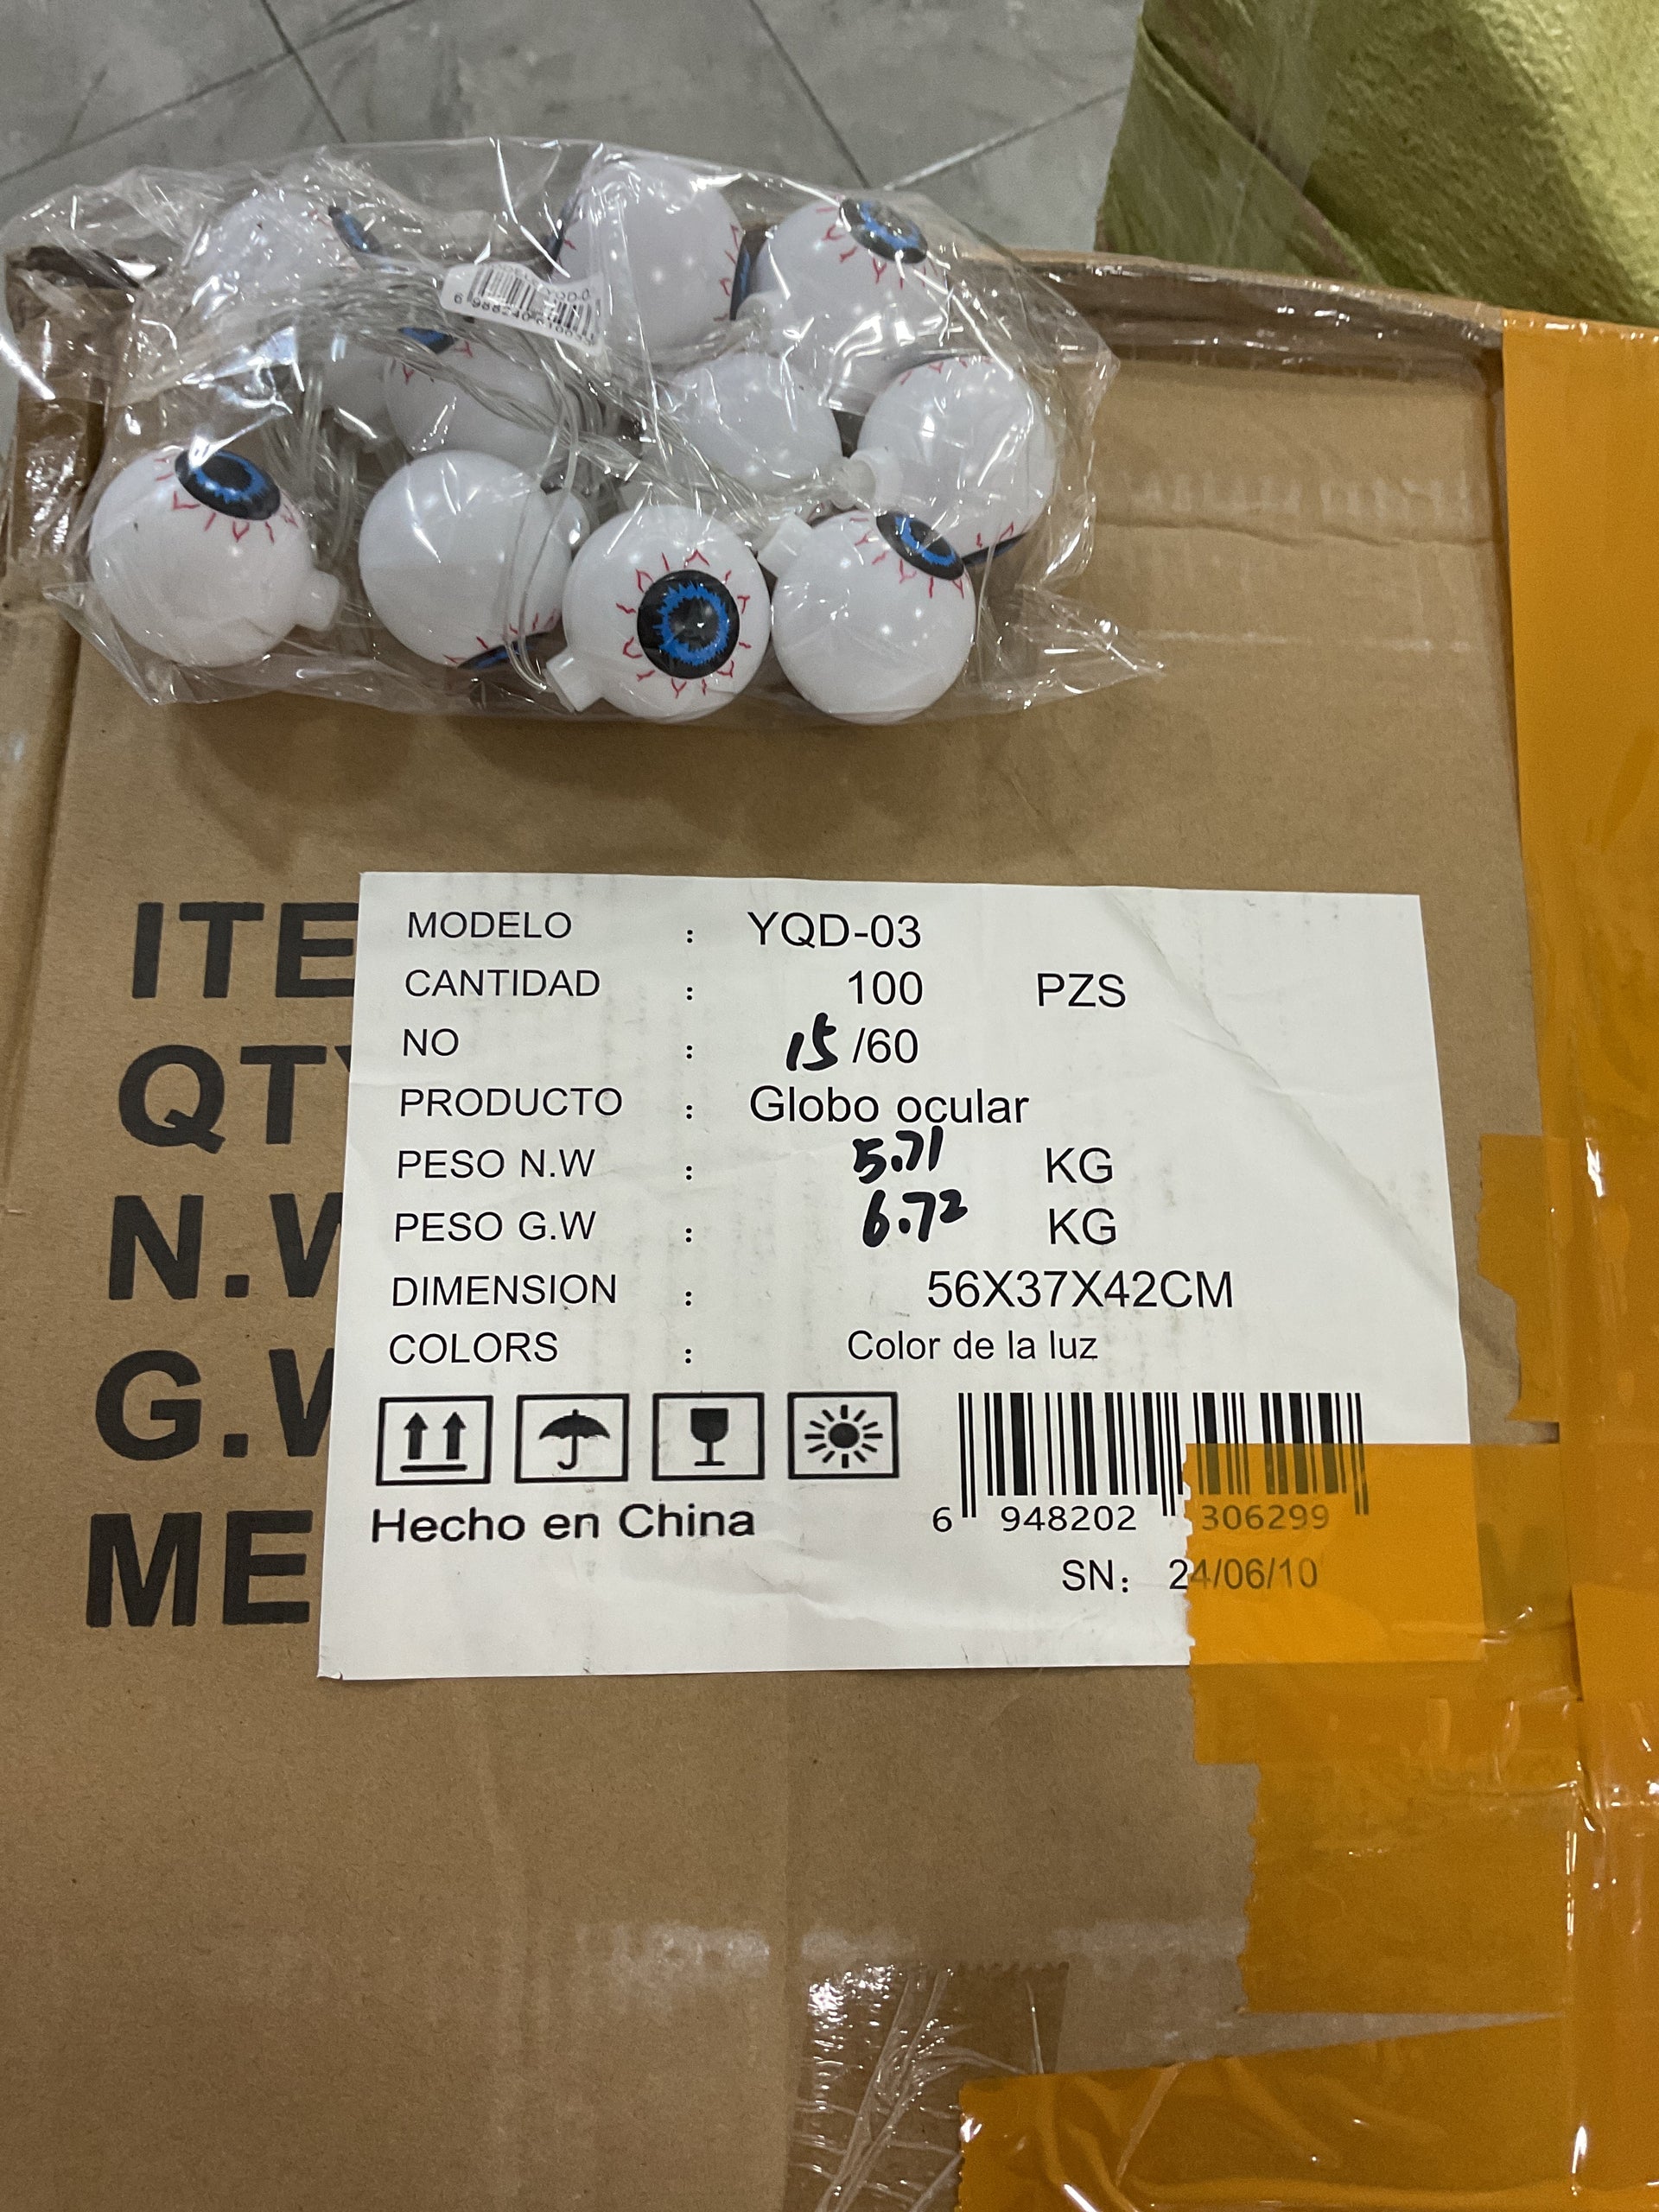 MODELO : YQD-03
CANTIDAD : 100 PZS
NO : 15/60
PRODUCTO : Globo ocular
PESO N.W : 5.71 KG
PESO G.W : 6.72 KG
DIMENSION : 56X37X42CM
COLORS : Color de la luz
Hecho en China
6 948202 306299
SN: 24/06/10
ITE
QTY
N.W
G.W
ME